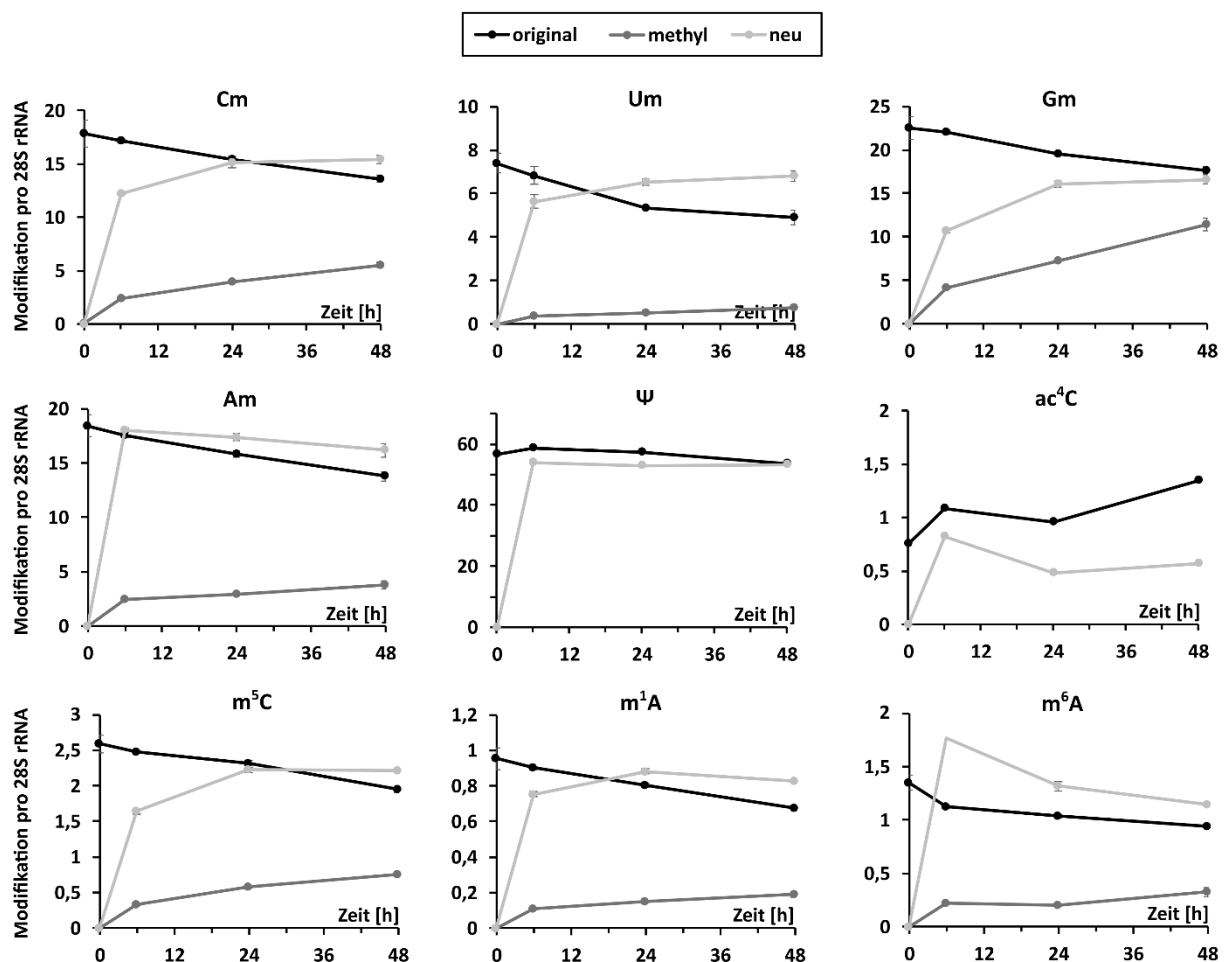 original methyl neu
Cm Um Gm
Modifikation pro 28S rRNA
20 10 25
15 8 20
10 6 15
5 4 10
0 2 5
0 0
Zeit [h] Zeit [h] Zeit [h]
0 12 24 36 48 0 12 24 36 48 0 12 24 36 48
Am Ψ ac⁴C
Modifikation pro 28S rRNA
20 60 2
15 40 1,5
10 20 1
5 0 0,5
0 0
Zeit [h] Zeit [h] Zeit [h]
0 12 24 36 48 0 12 24 36 48 0 12 24 36 48
m⁵C m¹A m⁶A
Modifikation pro 28S rRNA
3 1,2 2
2,5 1 1,5
2 0,8 1
1,5 0,6 0,5
1 0,4 0
0,5 0,2
0 0
Zeit [h] Zeit [h] Zeit [h]
0 12 24 36 48 0 12 24 36 48 0 12 24 36 48